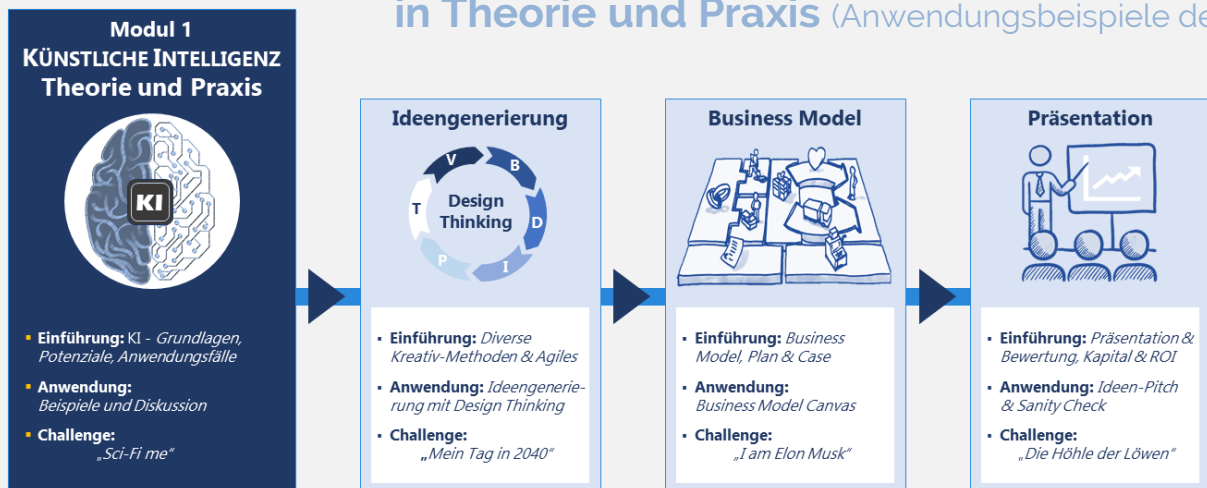 in Theorie und Praxis (Anwendungsbeispiele de
Modul 1
KÜNSTLICHE INTELLIGENZ
Theorie und Praxis
KI
▪ Einführung: KI - Grundlagen,
Potenziale, Anwendungsfälle
▪ Anwendung:
Beispiele und Diskussion
▪ Challenge:
„Sci-Fi me“
Ideengenerierung
V
B
T
Design
Thinking
D
P
I
▪ Einführung: Diverse
Kreativ-Methoden & Agiles
▪ Anwendung: Ideengenerie-
rung mit Design Thinking
▪ Challenge:
„Mein Tag in 2040“
Business Model
▪ Einführung: Business
Model, Plan & Case
▪ Anwendung:
Business Model Canvas
▪ Challenge:
„I am Elon Musk“
Präsentation
▪ Einführung: Präsentation &
Bewertung, Kapital & ROI
▪ Anwendung: Ideen-Pitch
& Sanity Check
▪ Challenge:
„Die Höhle der Löwen“